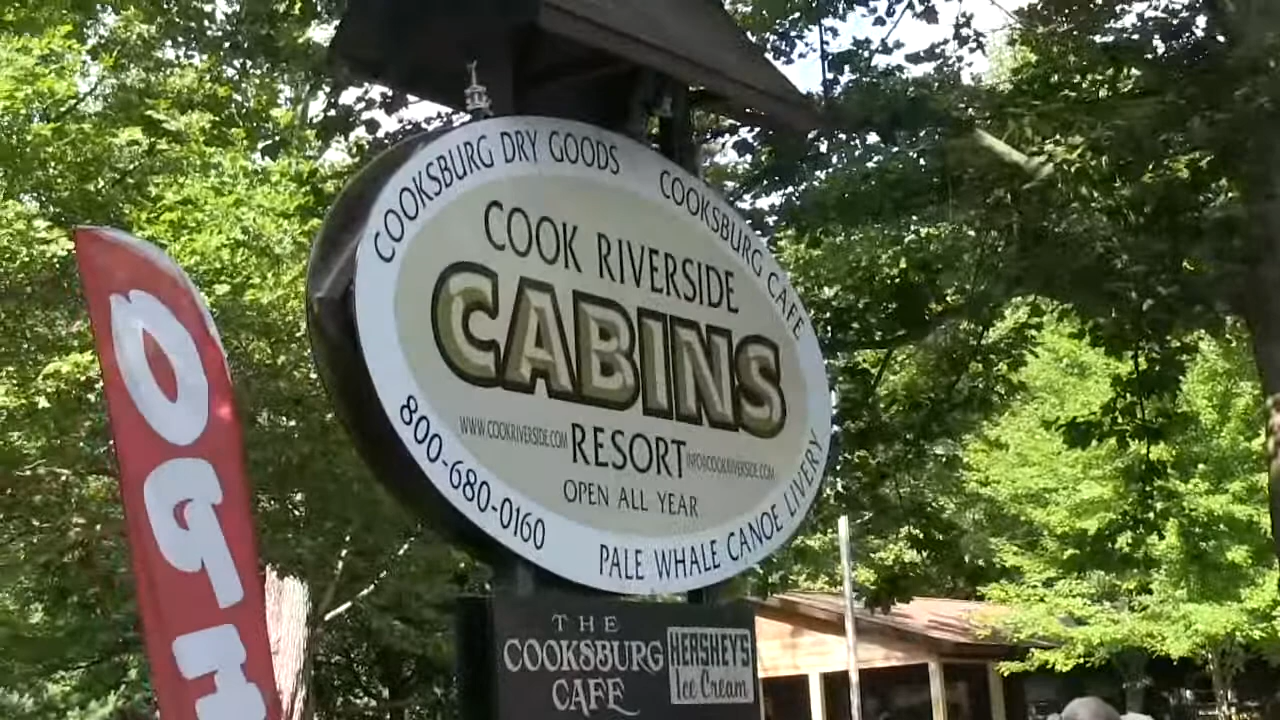 COOKSBURG DRY GOODS
COOKSBURG CAFE
COOK RIVERSIDE
CABINS
WWW.COOKRIVERSIDE.COM
RESORT
INFO@COOKRIVERSIDE.COM
OPEN ALL YEAR
800-680-0160
PALE WHALE CANOE LIVERY
THE
COOKSBURG
CAFE
HERSHEY'S
Ice Cream
OPE